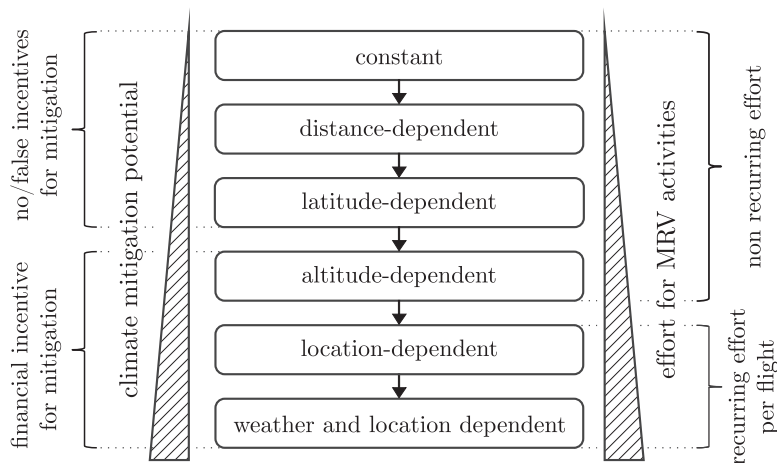 no/false incentives
for mitigation
financial incentive
for mitigation
climate mitigation potential
constant
distance-dependent
latitude-dependent
altitude-dependent
location-dependent
weather and location dependent
effort for MRV activities
non recurring effort
recurring effort
per flight